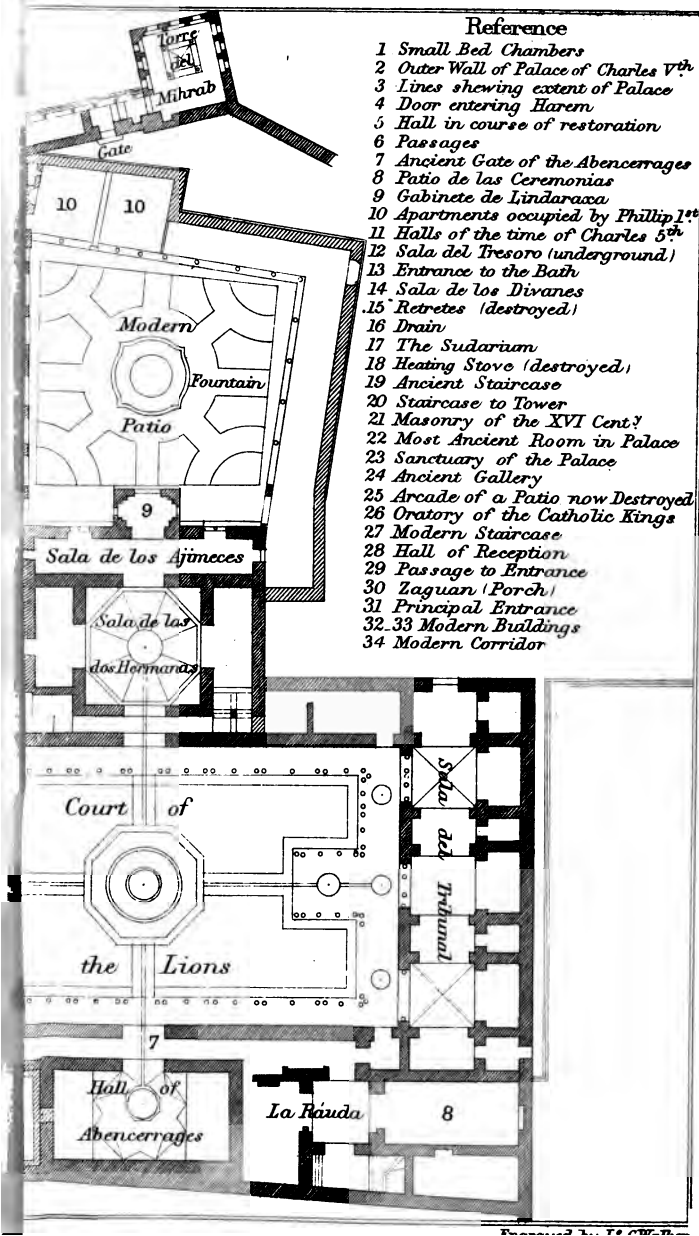 Reference
1 Small Bed Chambers
2 Outer Wall of Palace of Charles Vth.
3 Lines shewing extent of Palace
4 Door entering Harem
5 Hall in course of restoration
6 Passages
7 Ancient Gate of the Abencerrages
8 Patio de las Ceremonias
9 Gabinete de Lindaraxa
10 Apartments occupied by Phillip 1st
11 Halls of the time of Charles 5th
12 Sala del Tresoro (underground)
13 Entrance to the Bath
14 Sala de los Divanes
15 Retretes (destroyed)
16 Drain
17 The Sudarium
18 Heating Stove (destroyed)
19 Ancient Staircase
20 Staircase to Tower
21 Masonry of the XVI Centy
22 Most Ancient Room in Palace
23 Sanctuary of the Palace
24 Ancient Gallery
25 Arcade of a Patio now Destroyed
26 Oratory of the Catholic Kings
27 Modern Staircase
28 Hall of Reception
29 Passage to Entrance
30 Zaguan (Porch)
31 Principal Entrance
32_33 Modern Buildings
34 Modern Corridor
Torre
del
Mihrab
Gate
10 10
Modern
Fountain
Patio
9
Sala de los Ajimeces
Sala de las
dos Hermanas
Court of
the Lions
Sala del Tribunal
7
Hall of
Abencerrages
La Ráuda
8
Engraved by